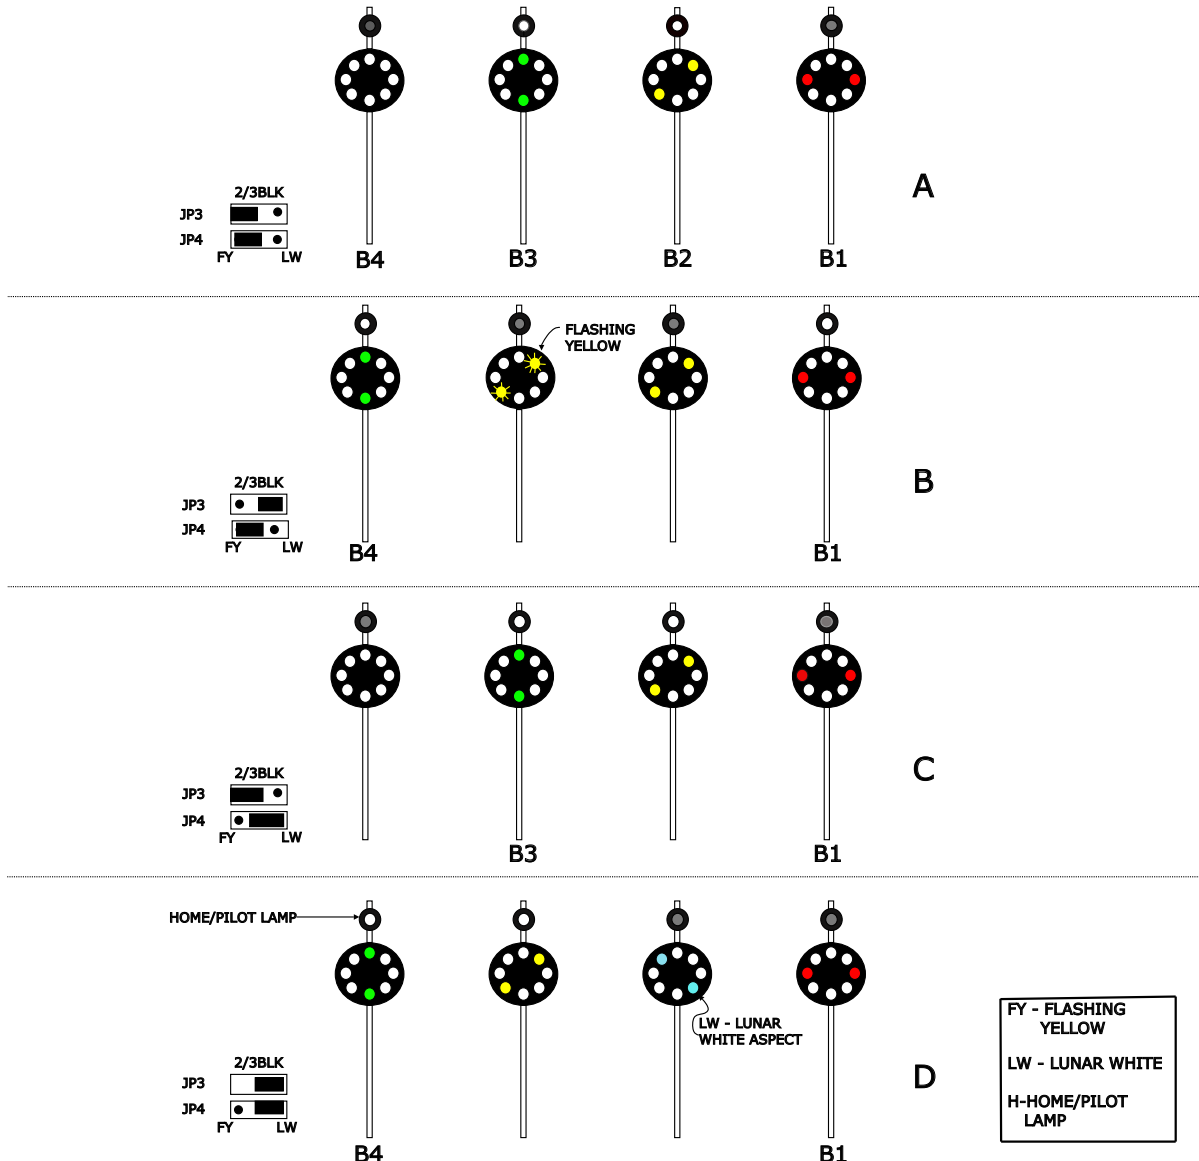 2/3BLK
JP3
JP4
FY LW
A
B4 B3 B2 B1
FLASHING
YELLOW
2/3BLK
JP3
JP4
FY LW
B
B4 B1
2/3BLK
JP3
JP4
FY LW
C
B3 B1
HOME/PILOT LAMP
LW - LUNAR
WHITE ASPECT
2/3BLK
JP3
JP4
FY LW
D
B4 B1
FY - FLASHING
YELLOW
LW - LUNAR WHITE
H-HOME/PILOT
LAMP